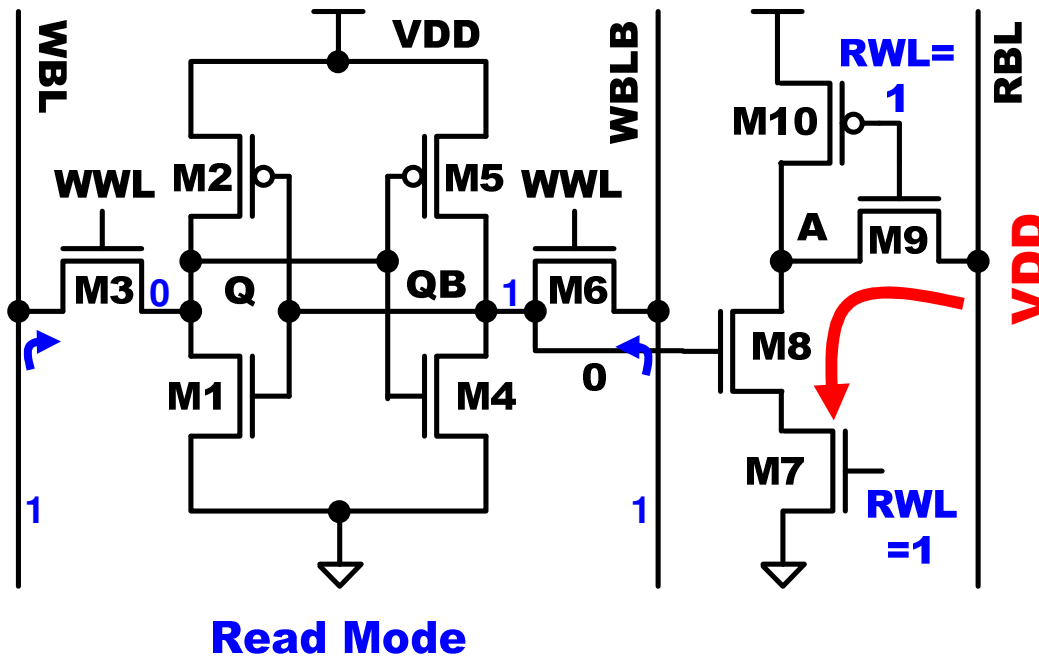 WBL
VDD
WBLB
RWL=
1
RBL
M10
M2
M5
WWL
WWL
A
M9
VDD
M3
0
Q
QB
1
M6
M8
0
M1
M4
M7
1
1
RWL
=1
Read Mode